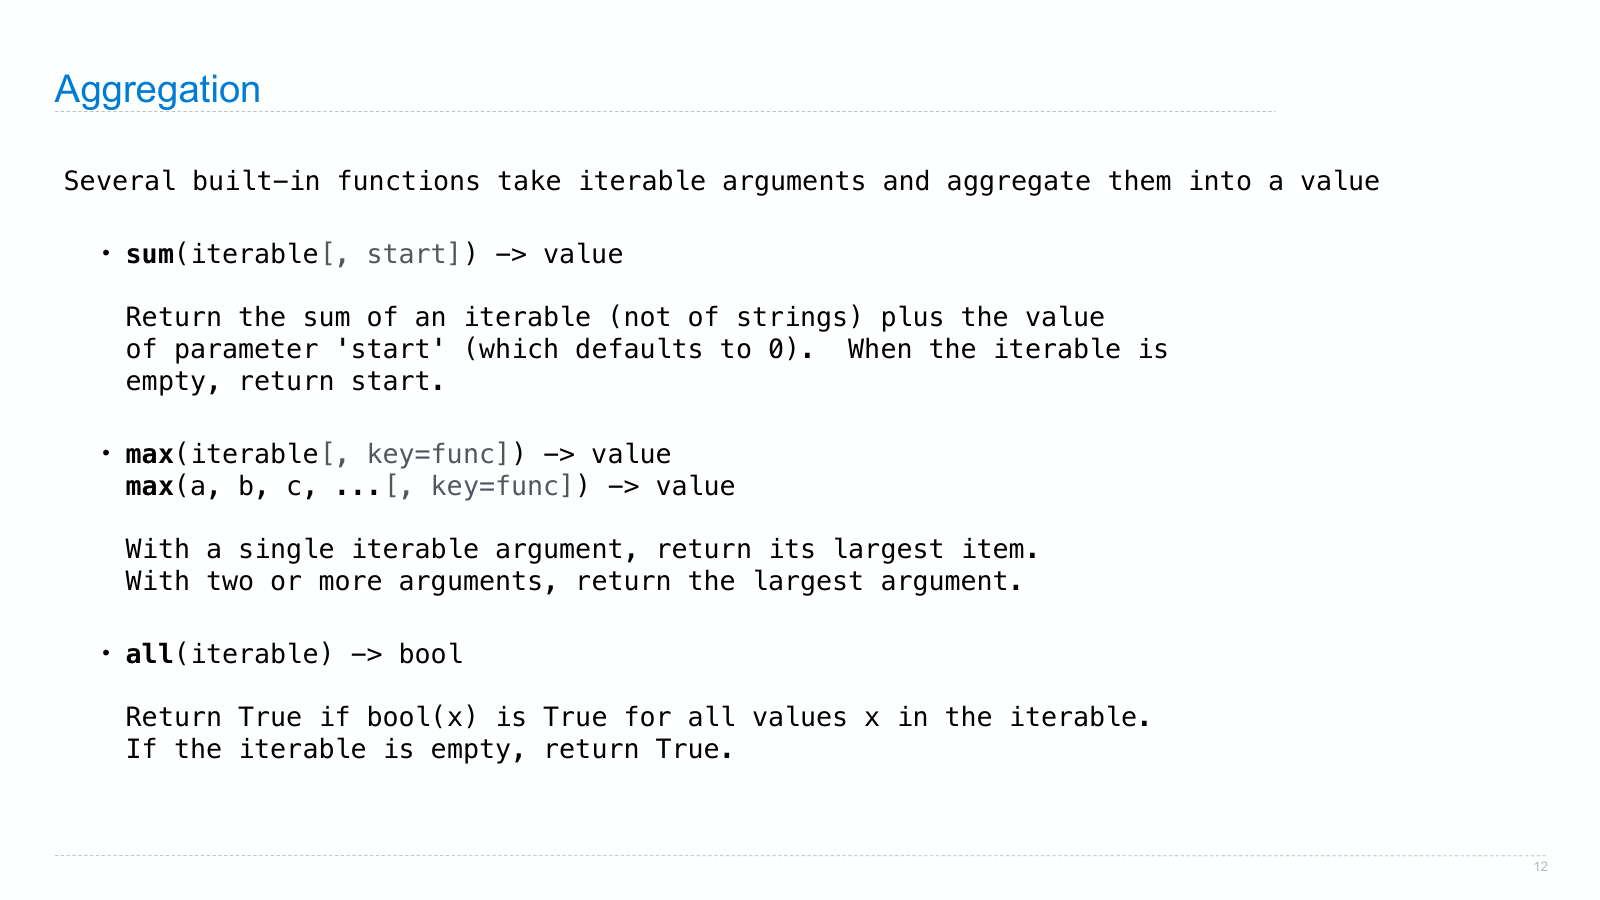 Aggregation
Several built-in functions take iterable arguments and aggregate them into a value
• sum(iterable[, start]) -> value
Return the sum of an iterable (not of strings) plus the value
of parameter 'start' (which defaults to 0).  When the iterable is
empty, return start.
• max(iterable[, key=func]) -> value
max(a, b, c, ...[, key=func]) -> value
With a single iterable argument, return its largest item.
With two or more arguments, return the largest argument.
• all(iterable) -> bool
Return True if bool(x) is True for all values x in the iterable.
If the iterable is empty, return True.
12